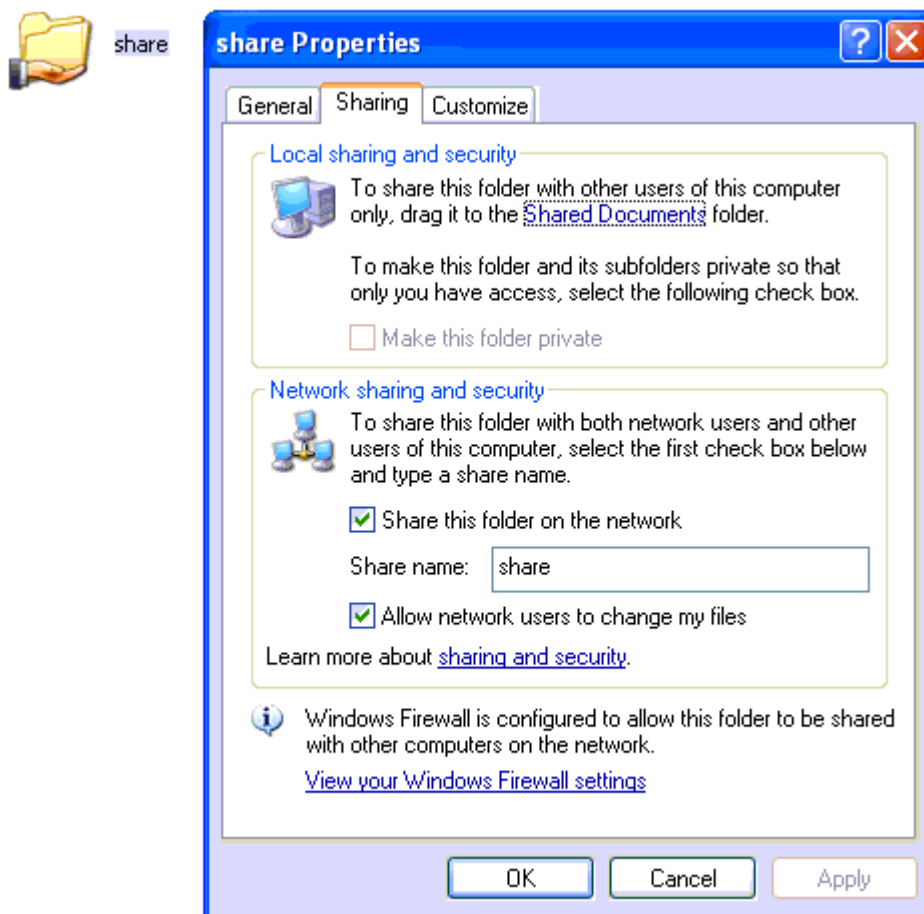 share
share Properties
General
Sharing
Customize
Local sharing and security
To share this folder with other users of this computer
only, drag it to the Shared Documents folder.
To make this folder and its subfolders private so that
only you have access, select the following check box.
Make this folder private
Network sharing and security
To share this folder with both network users and other
users of this computer, select the first check box below
and type a share name.
Share this folder on the network
Share name: share
Allow network users to change my files
Learn more about sharing and security.
Windows Firewall is configured to allow this folder to be shared
with other computers on the network.
View your Windows Firewall settings
OK
Cancel
Apply